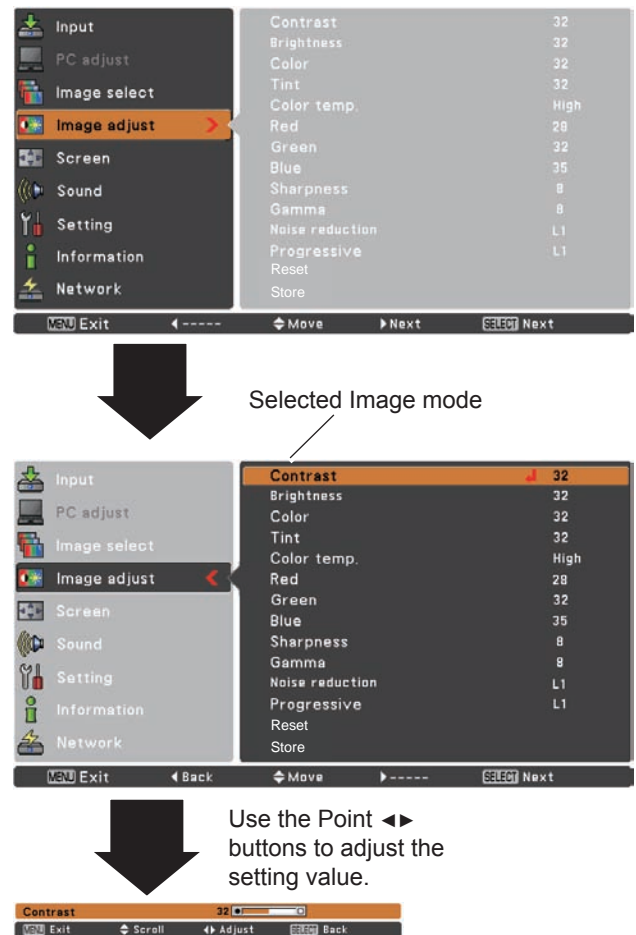 Input
PC adjust
Image select
Image adjust
Screen
Sound
Setting
Information
Network
Contrast 32
Brightness 32
Color 32
Tint 32
Color temp. High
Red 28
Green 32
Blue 35
Sharpness 8
Gamma 8
Noise reduction L1
Progressive L1
Reset
Store
MENU Exit ◀ ----- Move ▶ Next SELECT Next
Selected Image mode
Input
PC adjust
Image select
Image adjust
Screen
Sound
Setting
Information
Network
Contrast 32
Brightness 32
Color 32
Tint 32
Color temp. High
Red 28
Green 32
Blue 35
Sharpness 8
Gamma 8
Noise reduction L1
Progressive L1
Reset
Store
MENU Exit ◀ Back Move ▶ ----- SELECT Next
Use the Point ◄►
buttons to adjust the
setting value.
Contrast 32
MENU Exit Scroll Adjust SELECT Back